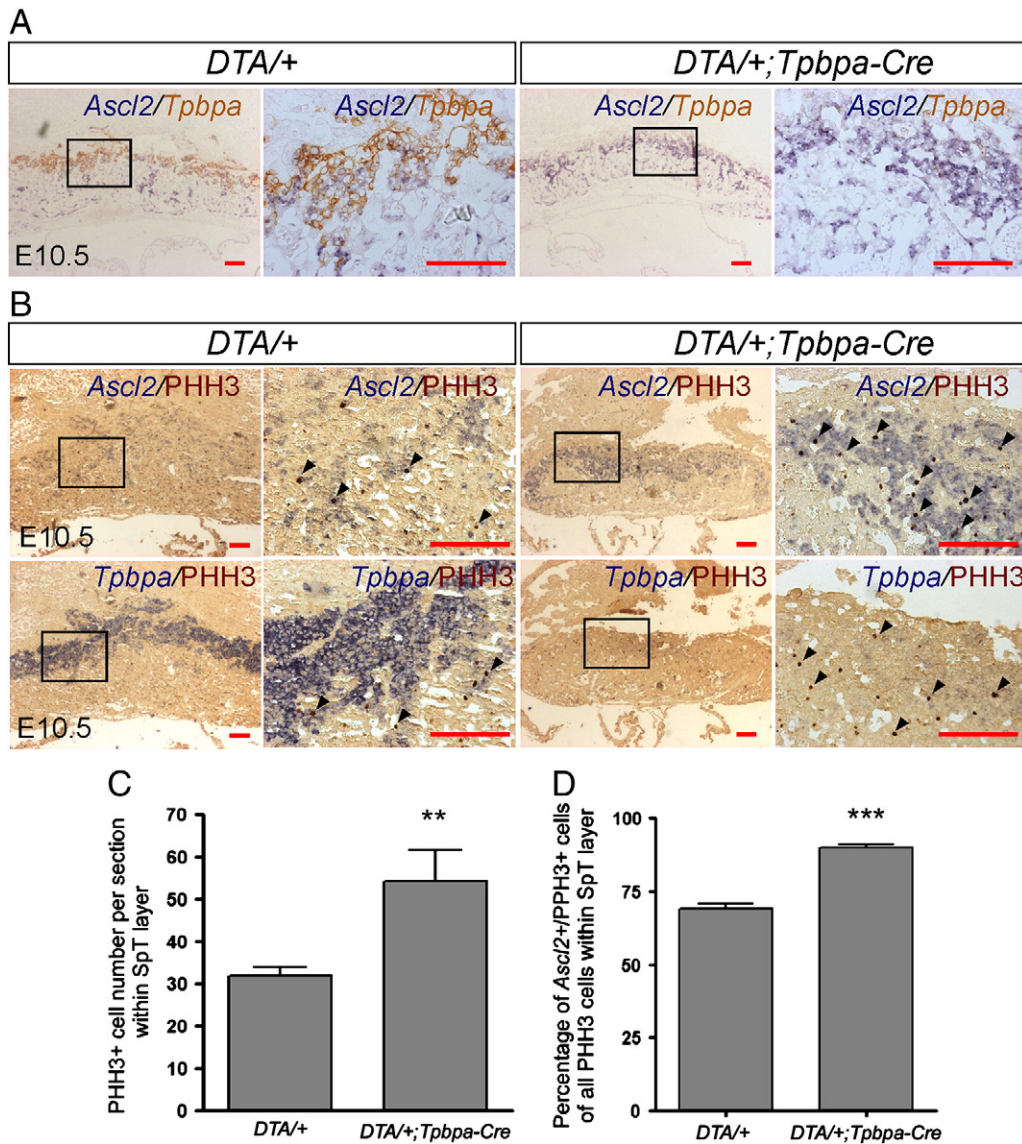 A
DTA/+
DTA/+;Tpbpa-Cre
Ascl2/Tpbpa
Ascl2/Tpbpa
Ascl2/Tpbpa
Ascl2/Tpbpa
E10.5
B
DTA/+
DTA/+;Tpbpa-Cre
Ascl2/PHH3
Ascl2/PHH3
Ascl2/PHH3
Ascl2/PHH3
E10.5
Tpbpa/PHH3
Tpbpa/PHH3
Tpbpa/PHH3
Tpbpa/PHH3
E10.5
C
PHH3+ cell number per section
within SpT layer
70
60
50
40
30
20
10
0
**
DTA/+
DTA/+;Tpbpa-Cre
D
Percentage of Ascl2+/PPH3+ cells
of all PHH3 cells within SpT layer
100
75
50
25
0
***
DTA/+
DTA/+;Tpbpa-Cre